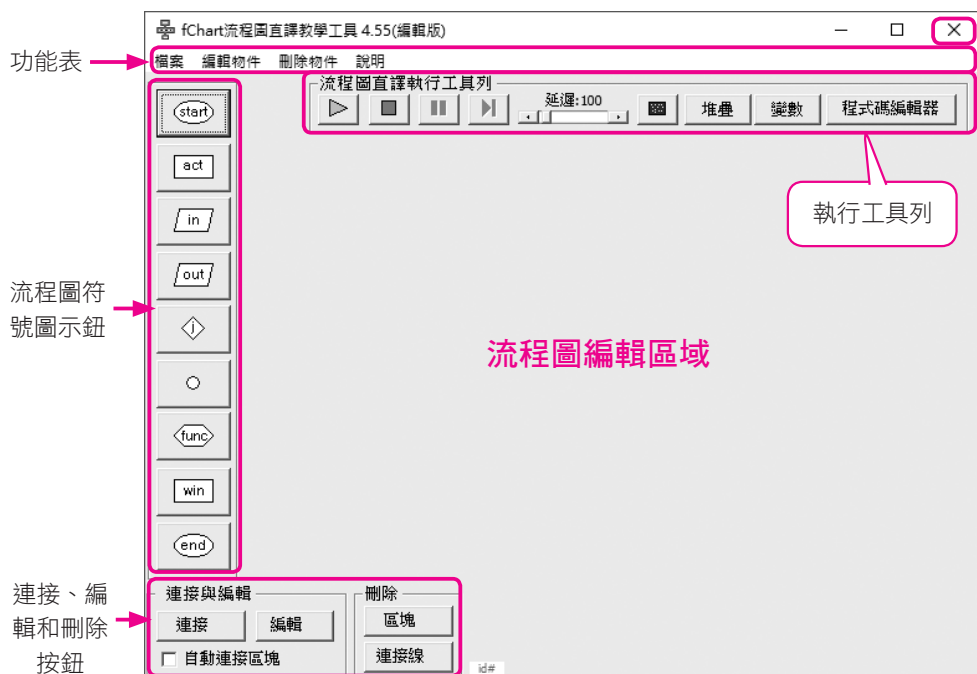 fChart流程圖直譯教學工具 4.55(編輯版)
功能表
檔案 編輯物件 刪除物件 說明
流程圖直譯執行工具列
延遲:100
堆疊 變數 程式碼編輯器
執行工具列
start
act
in
out
流程圖符
號圖示鈕
i
流程圖編輯區域
func
win
end
連接、編
輯和刪除
按鈕
連接與編輯
連接 編輯
自動連接區塊
刪除
區塊
連接線
id#